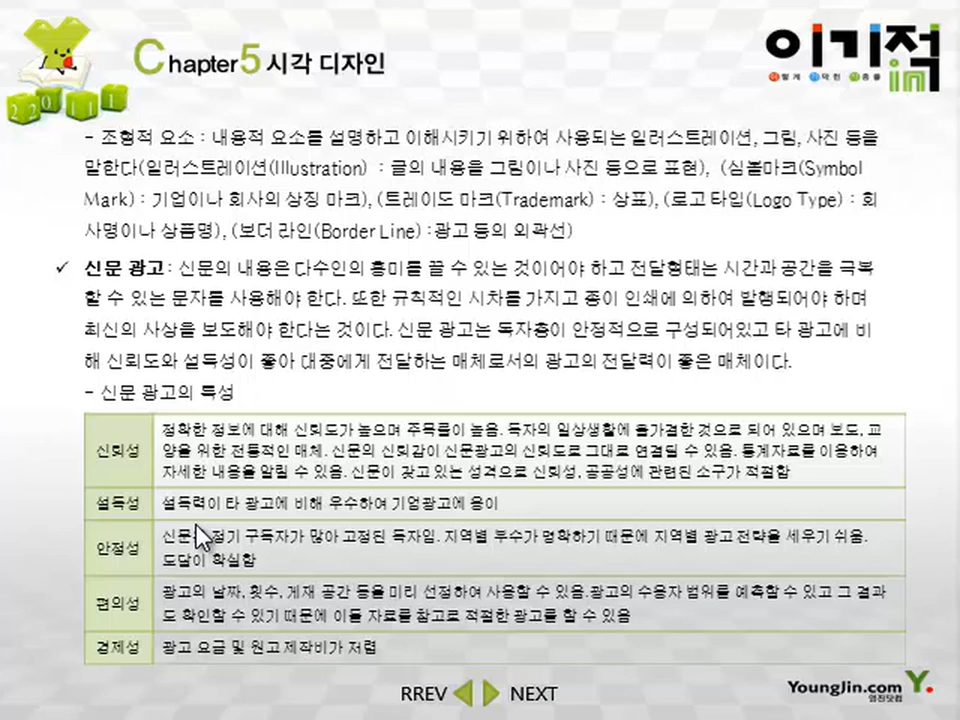 Chapter5 시각 디자인
이기적in
이렇게 기막힌 적중률
2011
- 조형적 요소 : 내용적 요소를 설명하고 이해시키기 위하여 사용되는 일러스트레이션, 그림, 사진 등을
말한다(일러스트레이션(Illustration) : 글의 내용을 그림이나 사진 등으로 표현), (심볼마크(Symbol
Mark) : 기업이나 회사의 상징 마크), (트레이드 마크(Trademark) : 상표), (로고타입(Logo Type) : 회
사명이나 상품명), (보더 라인(Border Line) :광고 등의 외곽선)
✓ 신문 광고 : 신문의 내용은 다수인의 흥미를 끌 수 있는 것이어야 하고 전달형태는 시간과 공간을 극복
할 수 있는 문자를 사용해야 한다. 또한 규칙적인 시차를 가지고 종이 인쇄에 의하여 발행되어야 하며
최신의 사상을 보도해야 한다는 것이다. 신문 광고는 독자층이 안정적으로 구성되어있고 타 광고에 비
해 신뢰도와 설득성이 좋아 대중에게 전달하는 매체로서의 광고의 전달력이 좋은 매체이다.
- 신문 광고의 특성
신뢰성
정확한 정보에 대해 신뢰도가 높으며 주목률이 높음. 독자의 일상생활에 불가결한 것으로 되어 있으며 보도, 교
양을 위한 전통적인 매체. 신문의 신뢰감이 신문광고의 신뢰도로 그대로 연결될 수 있음. 통계자료를 이용하여
자세한 내용을 알릴 수 있음. 신문이 갖고 있는 성격으로 신뢰성, 공공성에 관련된 소구가 적절함
설득성
설득력이 타 광고에 비해 우수하여 기업광고에 용이
안정성
신문은 정기 구독자가 많아 고정된 독자임. 지역별 부수가 명확하기 때문에 지역별 광고 전략을 세우기 쉬움.
도달이 확실함
편의성
광고의 날짜, 횟수, 게재 공간 등을 미리 선정하여 사용할 수 있음.광고의 수용자 범위를 예측할 수 있고 그 결과
도 확인할 수 있기 때문에 이들 자료를 참고로 적절한 광고를 할 수 있음
경제성
광고 요금 및 원고 제작비가 저렴
RREV NEXT
YoungJin.com Y.
영진닷컴